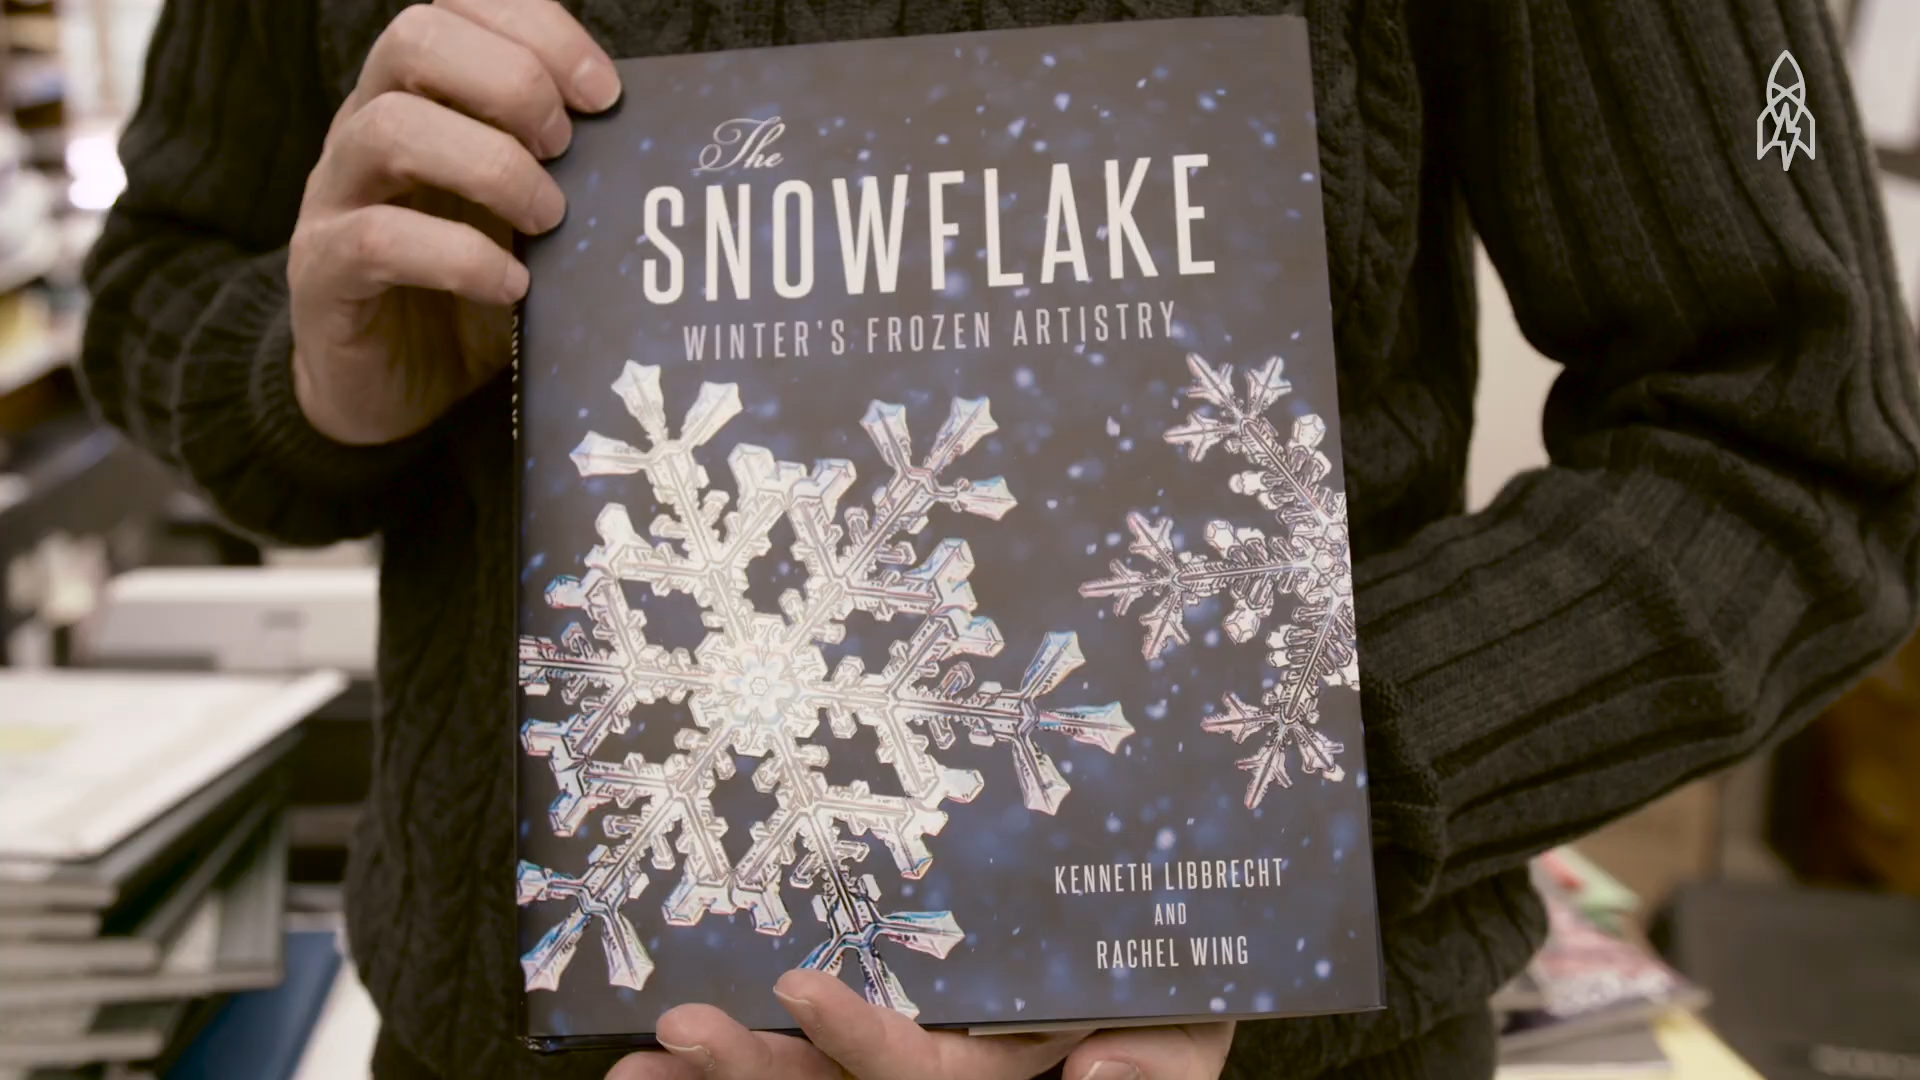 The
SNOWFLAKE
WINTER'S FROZEN ARTISTRY
KENNETH LIBBRECHT
AND
RACHEL WING